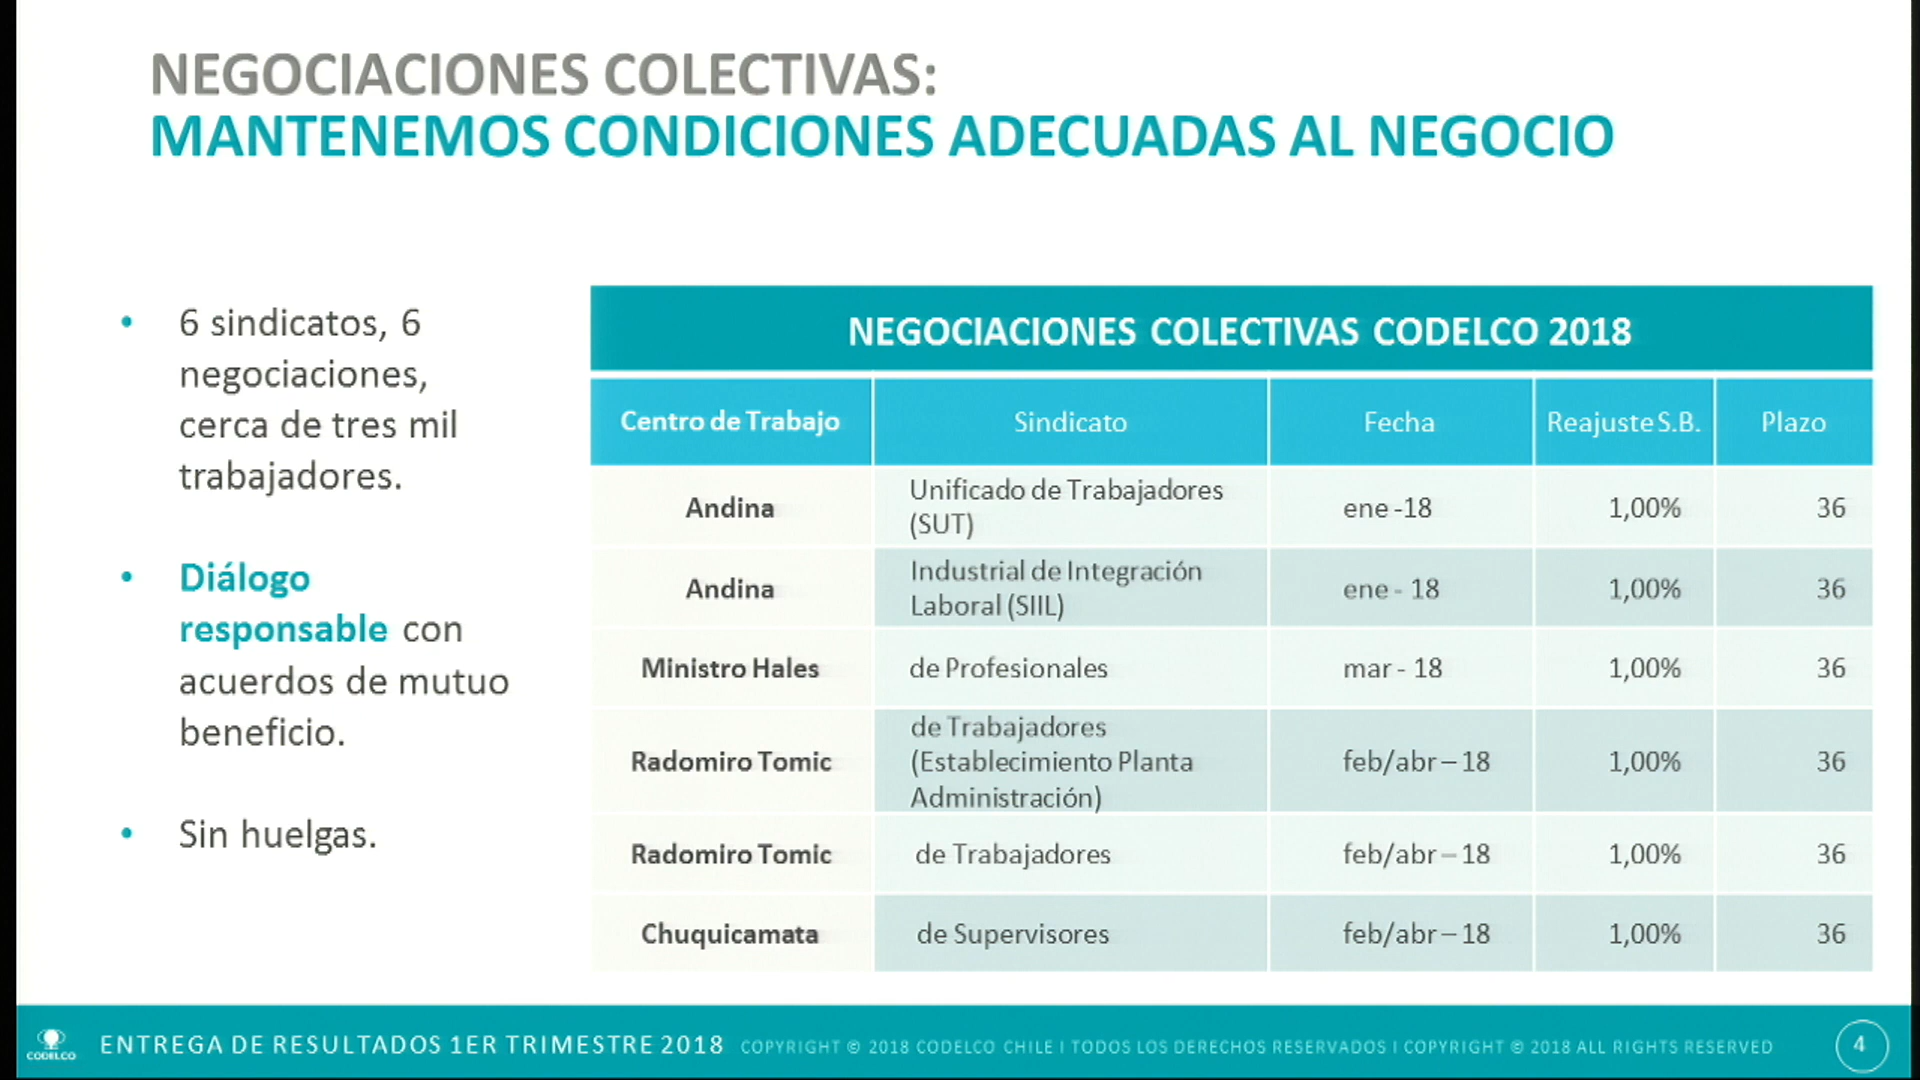 NEGOCIACIONES COLECTIVAS:
MANTENEMOS CONDICIONES ADECUADAS AL NEGOCIO
• 6 sindicatos, 6
negociaciones,
cerca de tres mil
trabajadores.
• Diálogo
responsable con
acuerdos de mutuo
beneficio.
• Sin huelgas.
NEGOCIACIONES COLECTIVAS CODELCO 2018
Centro de Trabajo Sindicato Fecha Reajuste S.B. Plazo
Andina Unificado de Trabajadores (SUT) ene -18 1,00% 36
Andina Industrial de Integración Laboral (SIIL) ene - 18 1,00% 36
Ministro Hales de Profesionales mar - 18 1,00% 36
Radomiro Tomic de Trabajadores (Establecimiento Planta Administración) feb/abr – 18 1,00% 36
Radomiro Tomic de Trabajadores feb/abr – 18 1,00% 36
Chuquicamata de Supervisores feb/abr – 18 1,00% 36
CODELCO
ENTREGA DE RESULTADOS 1ER TRIMESTRE 2018 COPYRIGHT © 2018 CODELCO CHILE I TODOS LOS DERECHOS RESERVADOS I COPYRIGHT © 2018 ALL RIGHTS RESERVED 4